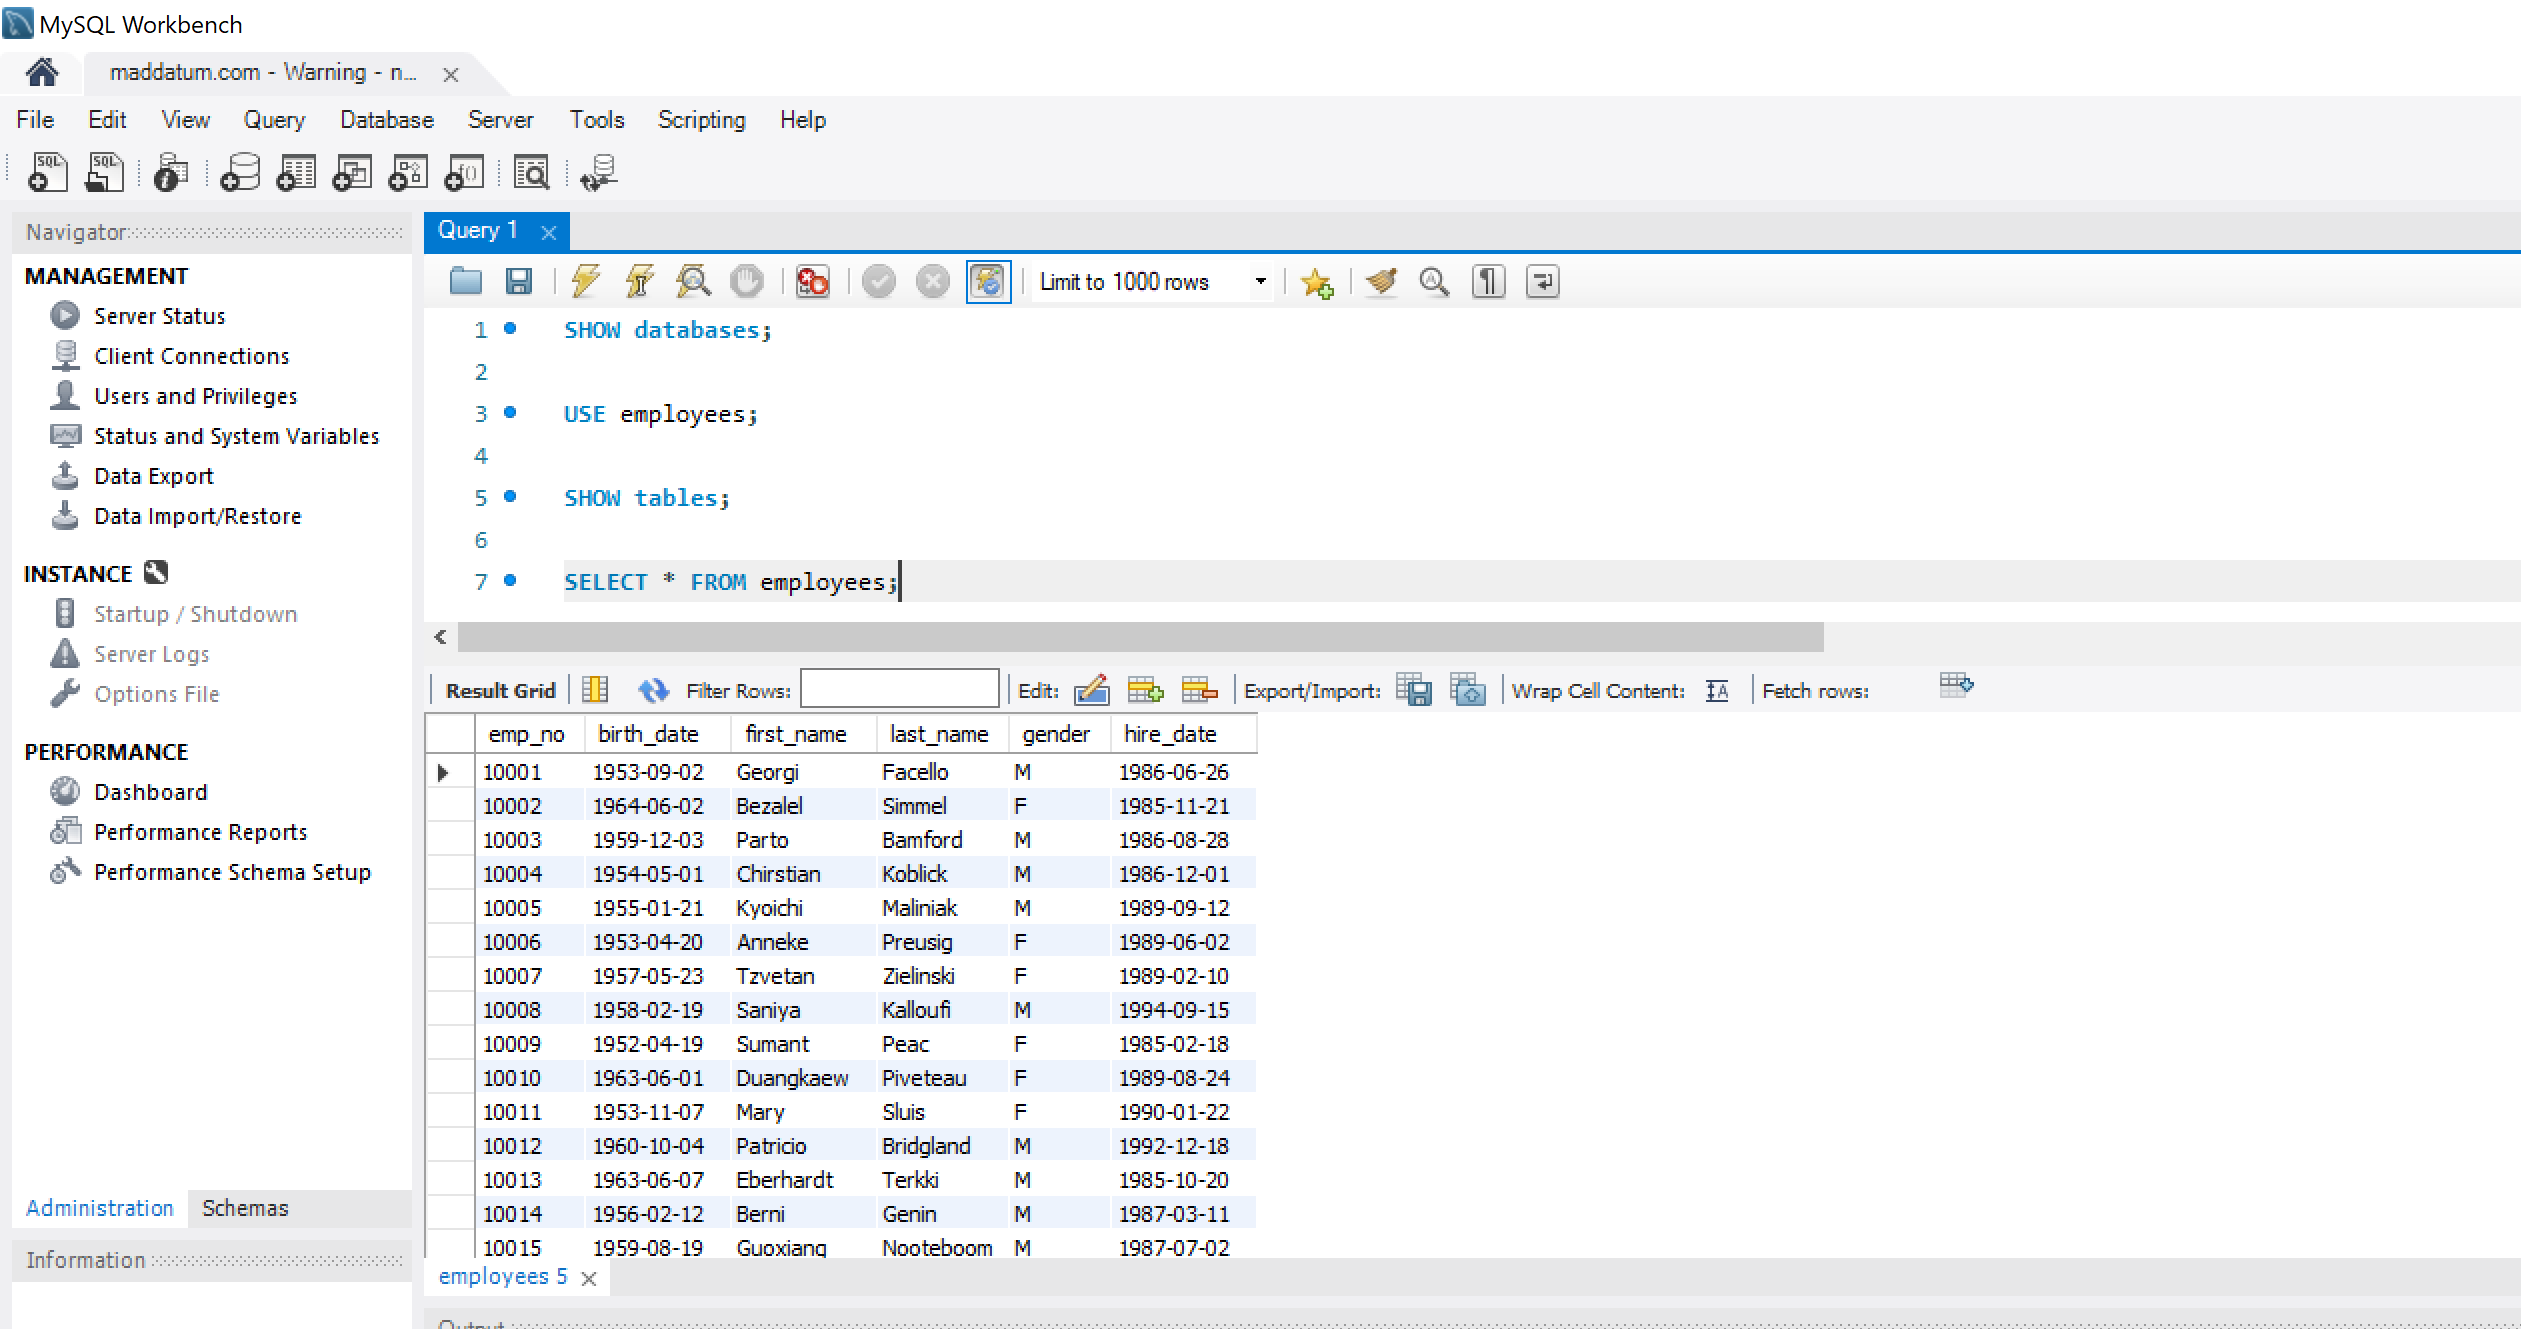 MySQL Workbench
maddatum.com - Warning - n...
File Edit View Query Database Server Tools Scripting Help
SQL SQL
Navigator
MANAGEMENT
Server Status
Client Connections
Users and Privileges
Status and System Variables
Data Export
Data Import/Restore
INSTANCE
Startup / Shutdown
Server Logs
Options File
PERFORMANCE
Dashboard
Performance Reports
Performance Schema Setup
Administration Schemas
Information
Query 1
Limit to 1000 rows
1 SHOW databases;
2
3 USE employees;
4
5 SHOW tables;
6
7 SELECT * FROM employees;
Result Grid Filter Rows: Edit: Export/Import: Wrap Cell Content: Fetch rows:
emp_no birth_date first_name last_name gender hire_date
10001 1953-09-02 Georgi Facello M 1986-06-26
10002 1964-06-02 Bezalel Simmel F 1985-11-21
10003 1959-12-03 Parto Bamford M 1986-08-28
10004 1954-05-01 Chirstian Koblick M 1986-12-01
10005 1955-01-21 Kyoichi Maliniak M 1989-09-12
10006 1953-04-20 Anneke Preusig F 1989-06-02
10007 1957-05-23 Tzvetan Zielinski F 1989-02-10
10008 1958-02-19 Saniya Kalloufi M 1994-09-15
10009 1952-04-19 Sumant Peac F 1985-02-18
10010 1963-06-01 Duangkaew Piveteau F 1989-08-24
10011 1953-11-07 Mary Sluis F 1990-01-22
10012 1960-10-04 Patricio Bridgland M 1992-12-18
10013 1963-06-07 Eberhardt Terkki M 1985-10-20
10014 1956-02-12 Berni Genin M 1987-03-11
10015 1959-08-19 Guoxiang Nooteboom M 1987-07-02
employees 5
Output